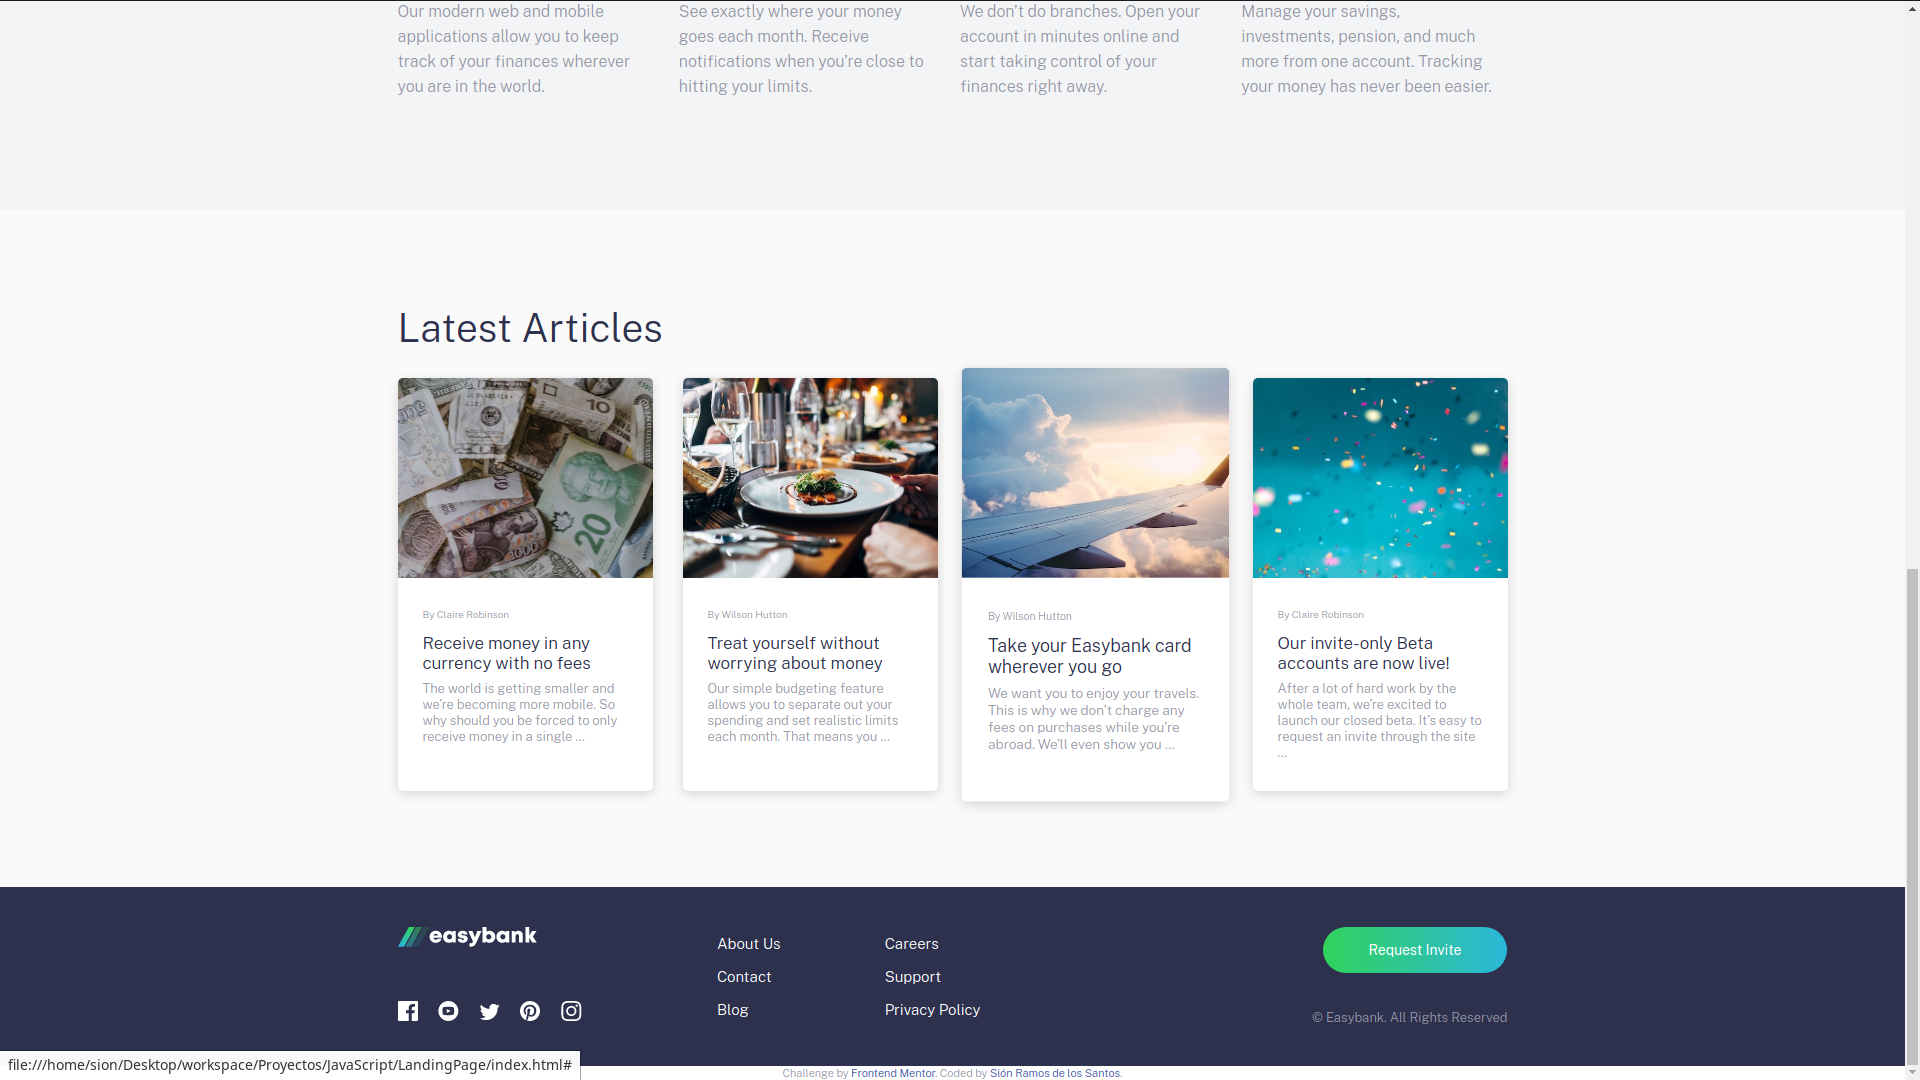 Our modern web and mobile
applications allow you to keep
track of your finances wherever
you are in the world.
See exactly where your money
goes each month. Receive
notifications when you’re close to
hitting your limits.
We don’t do branches. Open your
account in minutes online and
start taking control of your
finances right away.
Manage your savings,
investments, pension, and much
more from one account. Tracking
your money has never been easier.
Latest Articles
By Claire Robinson
Receive money in any
currency with no fees
The world is getting smaller and
we’re becoming more mobile. So
why should you be forced to only
receive money in a single …
By Wilson Hutton
Treat yourself without
worrying about money
Our simple budgeting feature
allows you to separate out your
spending and set realistic limits
each month. That means you …
By Wilson Hutton
Take your Easybank card
wherever you go
We want you to enjoy your travels.
This is why we don’t charge any
fees on purchases while you’re
abroad. We’ll even show you …
By Claire Robinson
Our invite-only Beta
accounts are now live!
After a lot of hard work by the
whole team, we’re excited to
launch our closed beta. It’s easy to
request an invite through the site
…
10
20
1000
easybank
About Us
Contact
Blog
Careers
Support
Privacy Policy
Request Invite
© Easybank. All Rights Reserved
file:///home/sion/Desktop/workspace/Proyectos/JavaScript/LandingPage/index.html#
Challenge by Frontend Mentor. Coded by Sión Ramos de los Santos.